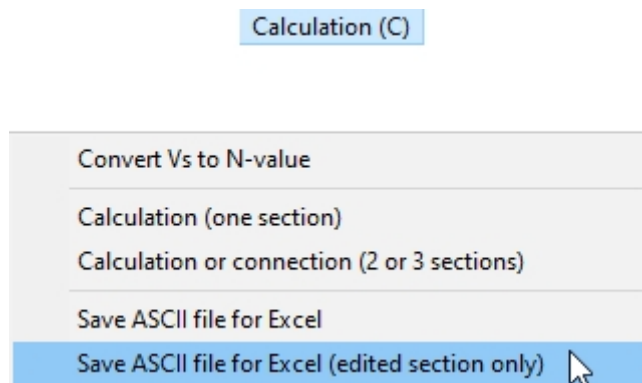 Calculation (C)
Convert Vs to N-value
Calculation (one section)
Calculation or connection (2 or 3 sections)
Save ASCII file for Excel
Save ASCII file for Excel (edited section only)